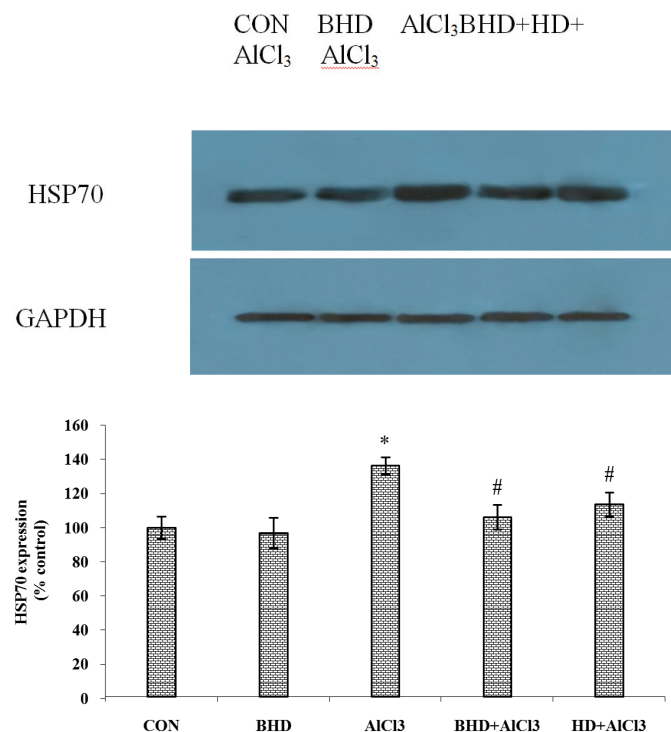 CON BHD AlCl₃BHD+HD+
AlCl₃ AlCl₃
HSP70
GAPDH
160
140
120
100
80
60
40
20
0
HSP70 expression
(% control)
*
#
#
CON BHD AlCl3 BHD+AlCl3 HD+AlCl3